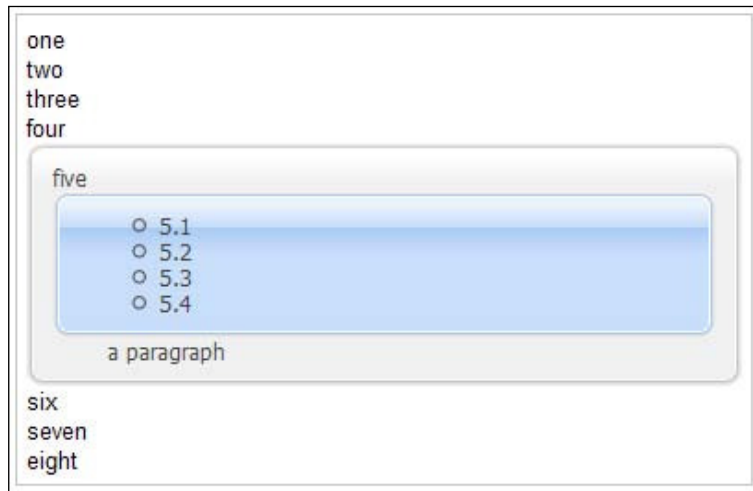 one
two
three
four
five
5.1
5.2
5.3
5.4
a paragraph
six
seven
eight